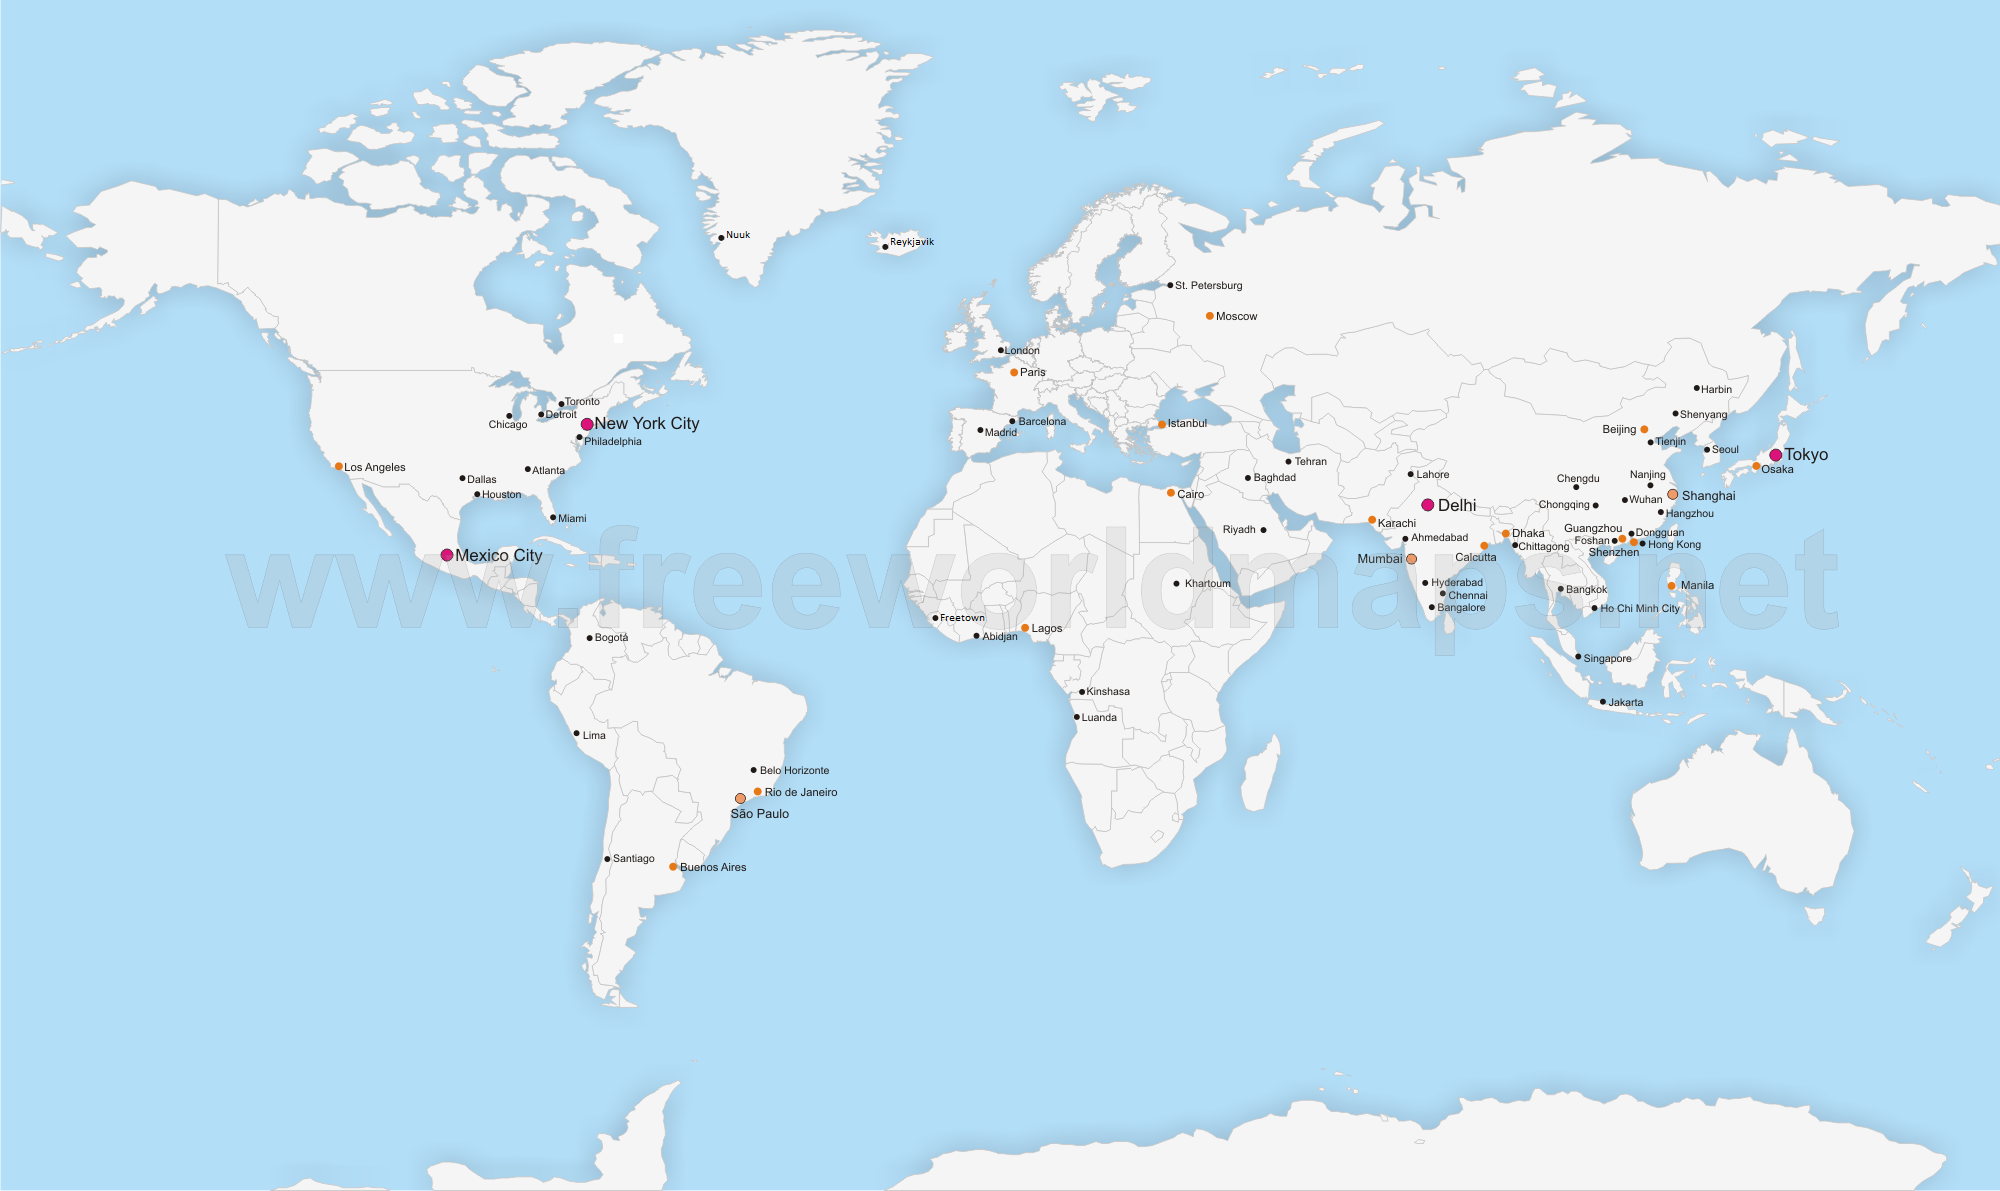 Nuuk
Reykjavik
St. Petersburg
Moscow
London
Paris
Harbin
Toronto
Detroit
Chicago
New York City
Philadelphia
Barcelona
Madrid
Istanbul
Shenyang
Beijing
Tienjin
Seoul
Tokyo
Osaka
Los Angeles
Atlanta
Dallas
Houston
Miami
Tehran
Baghdad
Cairo
Lahore
Delhi
Chengdu
Nanjing
Chongqing
Wuhan
Shanghai
Hangzhou
Karachi
Riyadh
Ahmedabad
Dhaka
Chittagong
Calcutta
Guangzhou
Dongguan
Foshan
Hong Kong
Shenzhen
Mexico City
Mumbai
www.freeworldmaps.net
Khartoum
Hyderabad
Chennai
Bangalore
Bangkok
Manila
Ho Chi Minh City
Freetown
Abidjan
Lagos
Bogotá
Singapore
Kinshasa
Jakarta
Luanda
Lima
Belo Horizonte
Rio de Janeiro
São Paulo
Santiago
Buenos Aires